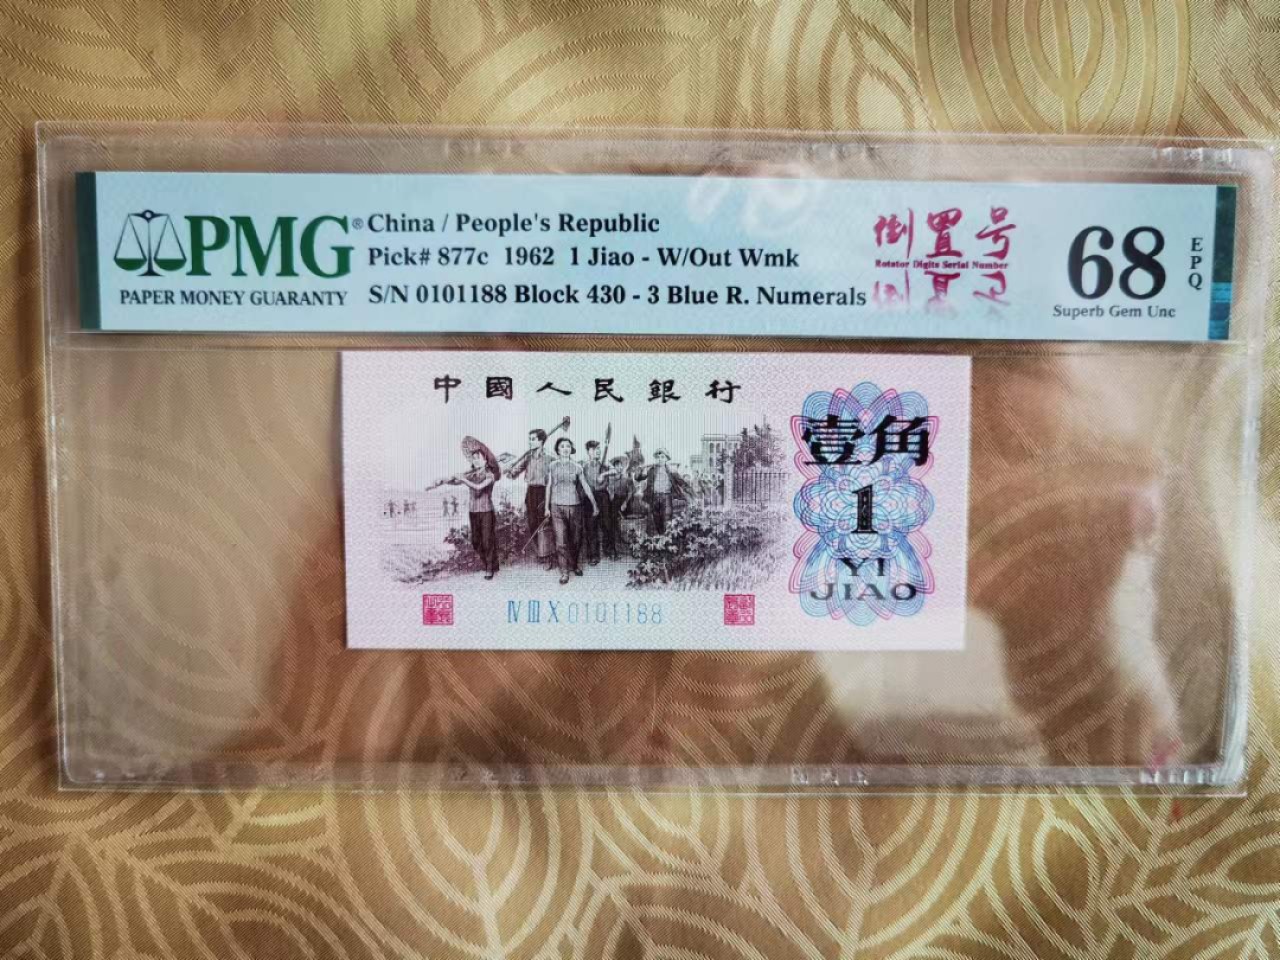 PMG®
PAPER MONEY GUARANTY
China / People's Republic
Pick# 877c 1962 1 Jiao - W/Out Wmk
S/N 0101188 Block 430 - 3 Blue R. Numerals
倒置号
Rotator Digits Serial Number
68
Superb Gem Unc
EPQ
中國人民銀行
壹角
1
YI
JIAO
IV III X 0101188